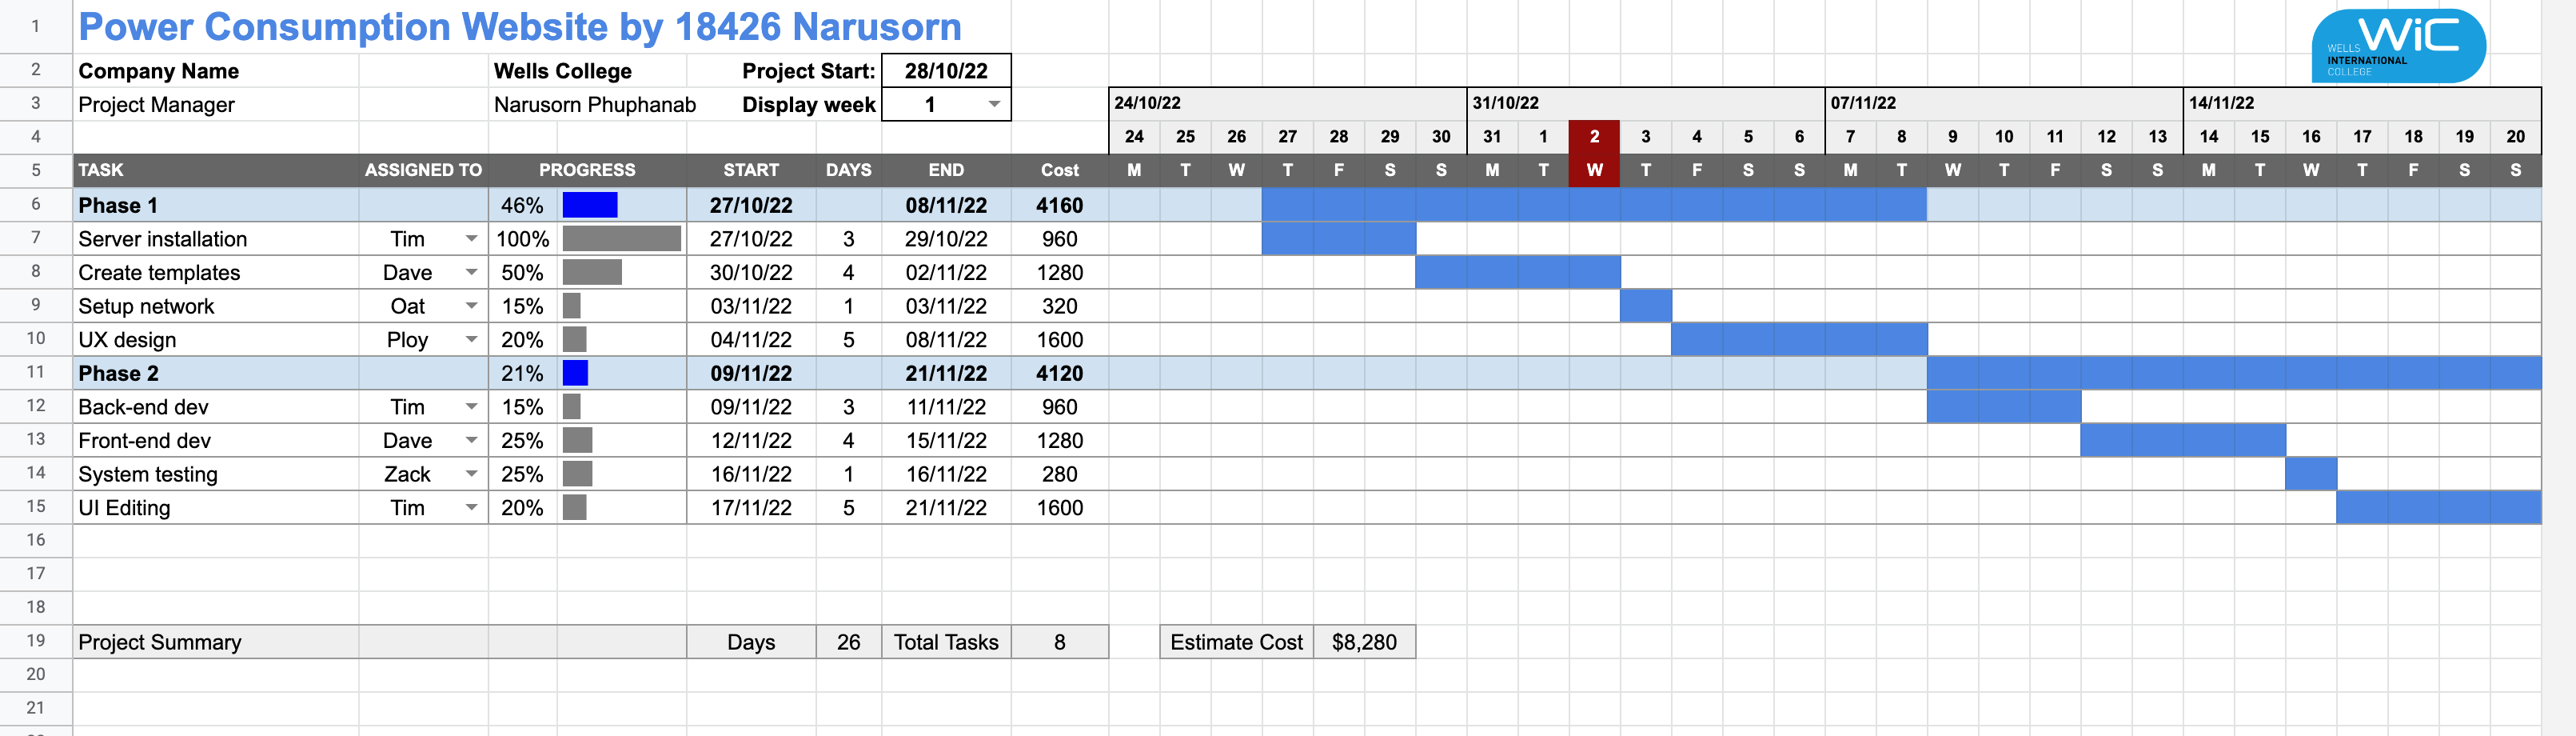 1 Power Consumption Website by 18426 Narusorn
WELLS WiC
INTERNATIONAL
COLLEGE
2 Company Name Wells College Project Start: 28/10/22
3 Project Manager Narusorn Phuphanab Display week 1 24/10/22 31/10/22 07/11/22 14/11/22
4 24 25 26 27 28 29 30 31 1 2 3 4 5 6 7 8 9 10 11 12 13 14 15 16 17 18 19 20
5 TASK ASSIGNED TO PROGRESS START DAYS END Cost M T W T F S S M T W T F S S M T W T F S S M T W T F S S
6 Phase 1 46% 27/10/22 08/11/22 4160
7 Server installation Tim 100% 27/10/22 3 29/10/22 960
8 Create templates Dave 50% 30/10/22 4 02/11/22 1280
9 Setup network Oat 15% 03/11/22 1 03/11/22 320
10 UX design Ploy 20% 04/11/22 5 08/11/22 1600
11 Phase 2 21% 09/11/22 21/11/22 4120
12 Back-end dev Tim 15% 09/11/22 3 11/11/22 960
13 Front-end dev Dave 25% 12/11/22 4 15/11/22 1280
14 System testing Zack 25% 16/11/22 1 16/11/22 280
15 UI Editing Tim 20% 17/11/22 5 21/11/22 1600
16
17
18
19 Project Summary Days 26 Total Tasks 8 Estimate Cost $8,280
20
21